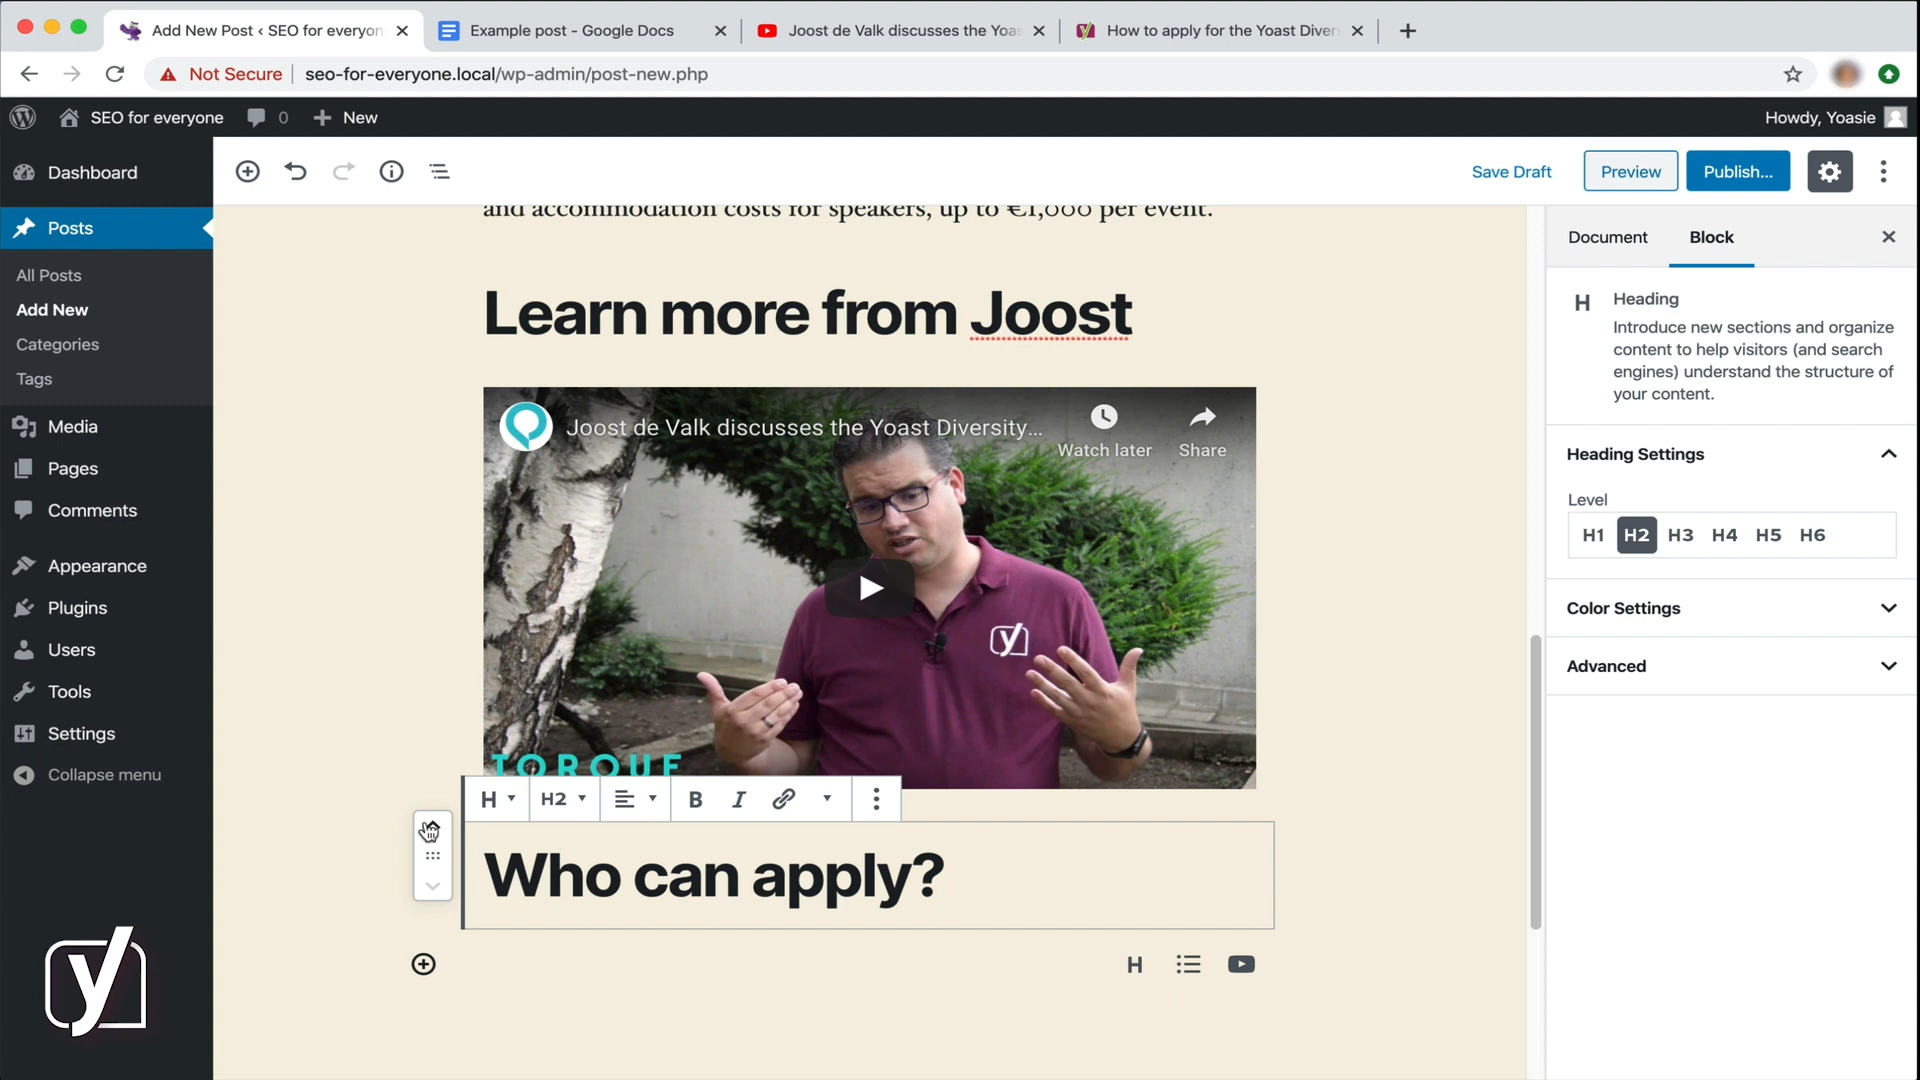 Add New Post ‹ SEO for everyon
Example post - Google Docs
Joost de Valk discusses the Yoas
How to apply for the Yoast Diver
Not Secure
seo-for-everyone.local/wp-admin/post-new.php
SEO for everyone
0
New
Howdy, Yoasie
Dashboard
Posts
All Posts
Add New
Categories
Tags
Media
Pages
Comments
Appearance
Plugins
Users
Tools
Settings
Collapse menu
Save Draft
Preview
Publish...
and accommodation costs for speakers, up to €1,000 per event.
Learn more from Joost
Joost de Valk discusses the Yoast Diversity...
Watch later
Share
TORQUE
H
H2
B
I
Who can apply?
H
Document
Block
H
Heading
Introduce new sections and organize
content to help visitors (and search
engines) understand the structure of
your content.
Heading Settings
Level
H1 H2 H3 H4 H5 H6
Color Settings
Advanced
y
y